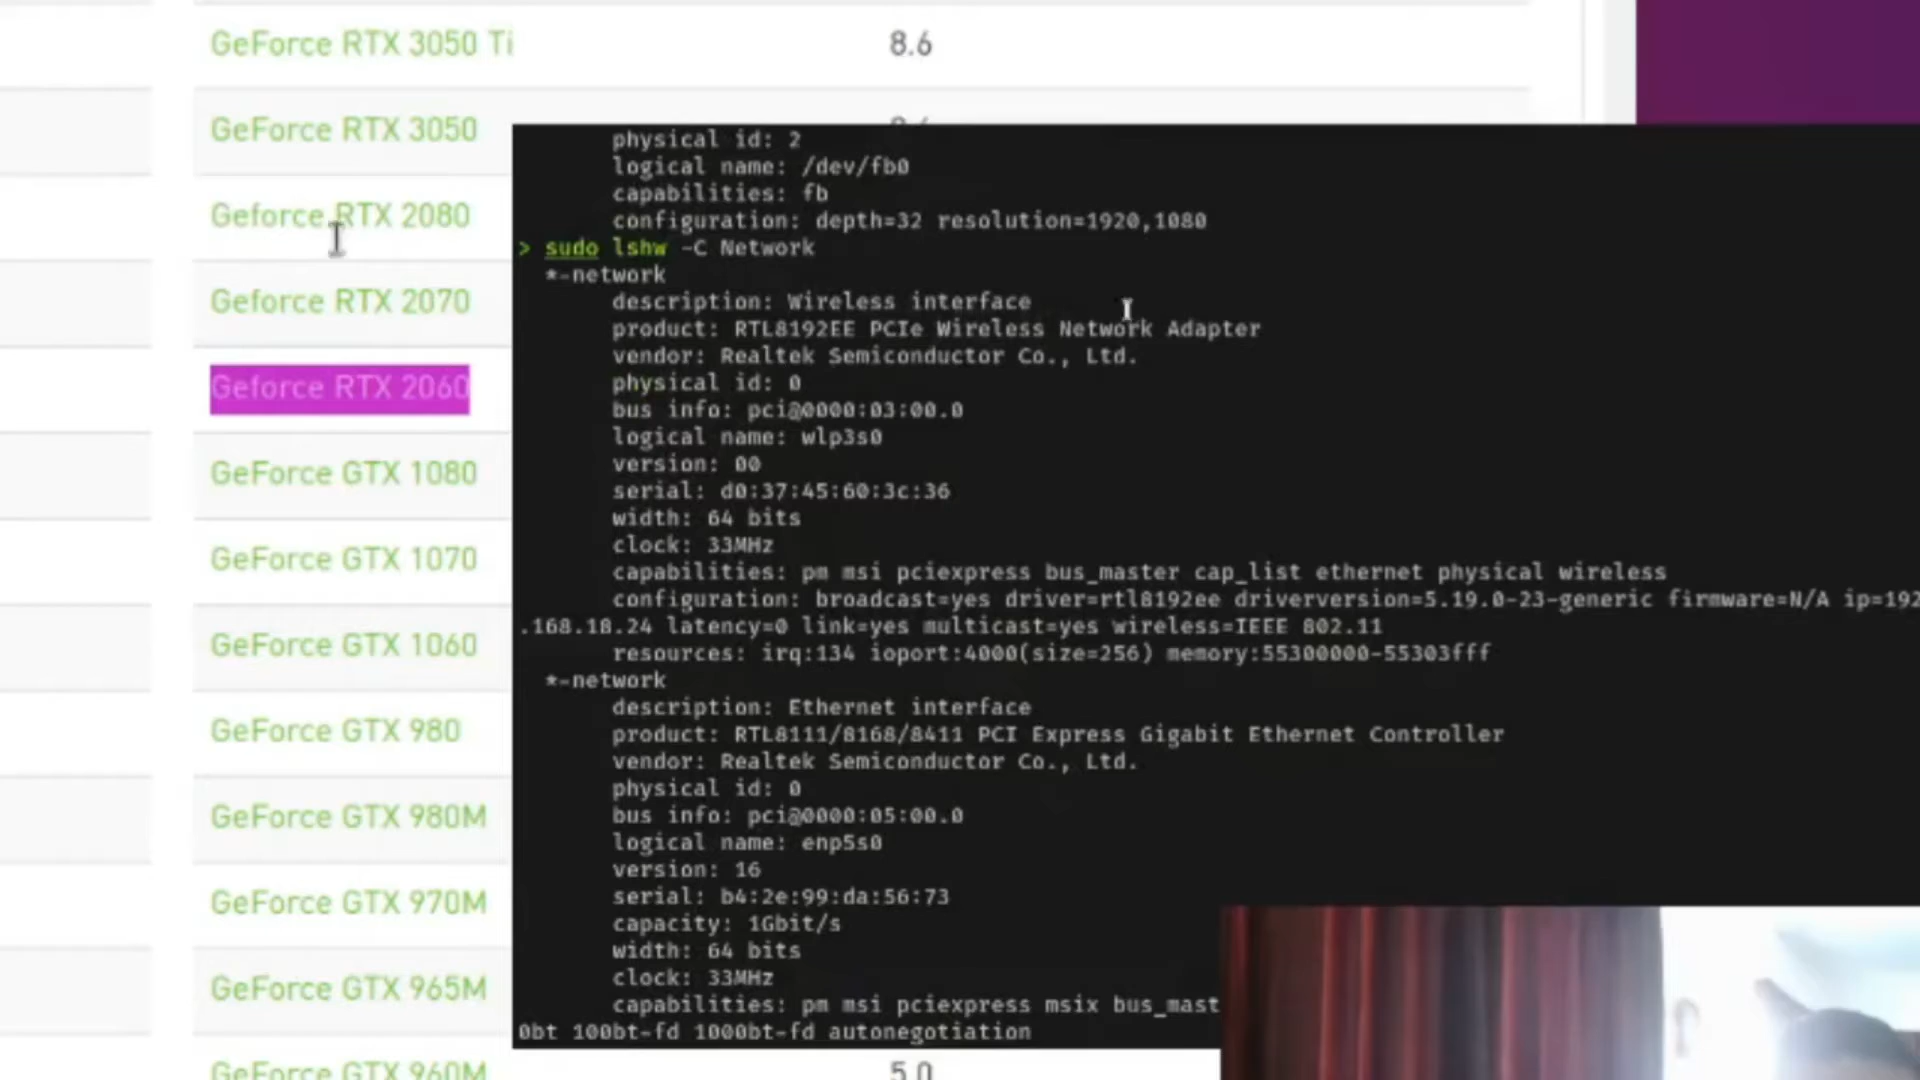 GeForce RTX 3050 Ti 8.6
GeForce RTX 3050
Geforce RTX 2080
Geforce RTX 2070
Geforce RTX 2060
GeForce GTX 1080
GeForce GTX 1070
GeForce GTX 1060
GeForce GTX 980
GeForce GTX 980M
GeForce GTX 970M
GeForce GTX 965M
GeForce GTX 960M 5.0
physical id: 2
logical name: /dev/fb0
capabilities: fb
configuration: depth=32 resolution=1920,1080
> sudo lshw -C Network
*-network
description: Wireless interface
product: RTL8192EE PCIe Wireless Network Adapter
vendor: Realtek Semiconductor Co., Ltd.
physical id: 0
bus info: pci@0000:03:00.0
logical name: wlp3s0
version: 00
serial: d0:37:45:60:3c:36
width: 64 bits
clock: 33MHz
capabilities: pm msi pciexpress bus_master cap_list ethernet physical wireless
configuration: broadcast=yes driver=rtl8192ee driverversion=5.19.0-23-generic firmware=N/A ip=192
.168.18.24 latency=0 link=yes multicast=yes wireless=IEEE 802.11
resources: irq:134 ioport:4000(size=256) memory:55300000-55303fff
*-network
description: Ethernet interface
product: RTL8111/8168/8411 PCI Express Gigabit Ethernet Controller
vendor: Realtek Semiconductor Co., Ltd.
physical id: 0
bus info: pci@0000:05:00.0
logical name: enp5s0
version: 16
serial: b4:2e:99:da:56:73
capacity: 1Gbit/s
width: 64 bits
clock: 33MHz
capabilities: pm msi pciexpress msix bus_mast
0bt 100bt-fd 1000bt-fd autonegotiation